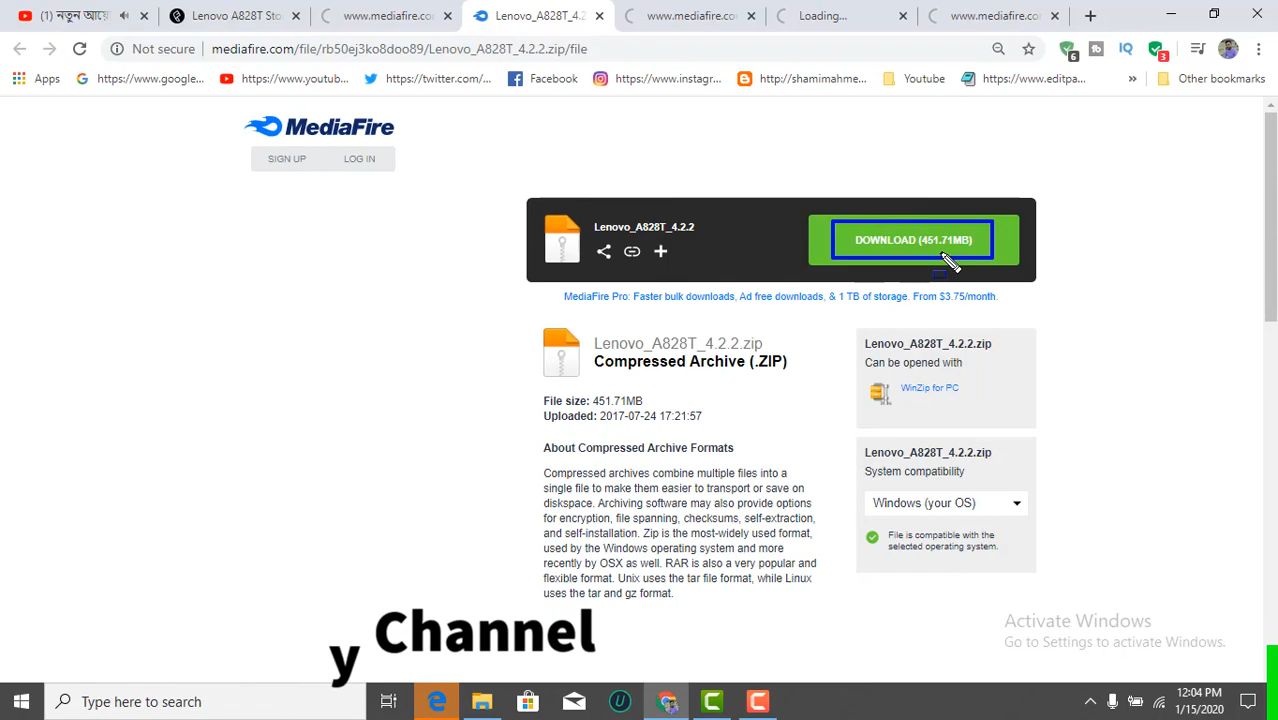 নতুন আয়ে
Lenovo A828T Sto
www.mediafire.c
Lenovo_A828T_4.2
www.mediafire.c
Loading...
www.mediafire.c
Not secure
mediafire.com/file/rb50ej3ko8doo89/Lenovo_A828T_4.2.2.zip/file
6
IQ
3
Apps
https://www.google...
https://www.youtub...
https://twitter.com/...
Facebook
https://www.instagr...
http://shamimahme...
Youtube
https://www.editpa...
»
Other bookmarks
MediaFire
SIGN UP
LOG IN
Lenovo_A828T_4.2.2
DOWNLOAD (451.71MB)
MediaFire Pro: Faster bulk downloads, Ad free downloads, & 1 TB of storage. From $3.75/month.
Lenovo_A828T_4.2.2.zip
Compressed Archive (.ZIP)
File size: 451.71MB
Uploaded: 2017-07-24 17:21:57
About Compressed Archive Formats
Compressed archives combine multiple files into a
single file to make them easier to transport or save on
diskspace. Archiving software may also provide options
for encryption, file spanning, checksums, self-extraction,
and self-installation. Zip is the most-widely used format,
used by the Windows operating system and more
recently by OSX as well. RAR is also a very popular and
flexible format. Unix uses the tar file format, while Linux
uses the tar and gz format.
Lenovo_A828T_4.2.2.zip
Can be opened with
WinZip for PC
Lenovo_A828T_4.2.2.zip
System compatibility
Windows (your OS)
File is compatible with the
selected operating system.
y Channel
Activate Windows
Go to Settings to activate Windows.
Type here to search
12:04 PM
1/15/2020